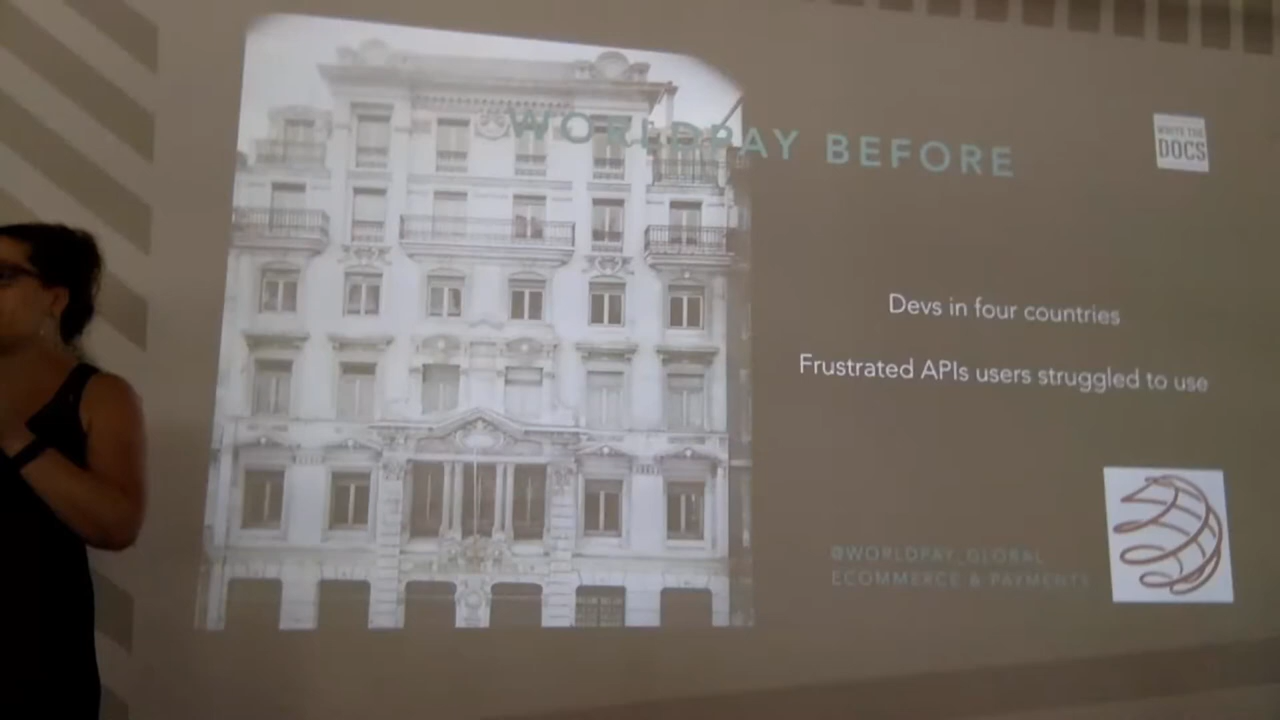 WORLDPAY BEFORE
WRITE THE
DOCS
Devs in four countries
Frustrated APIs users struggled to use
@WORLDPAY_GLOBAL
ECOMMERCE & PAYMENTS